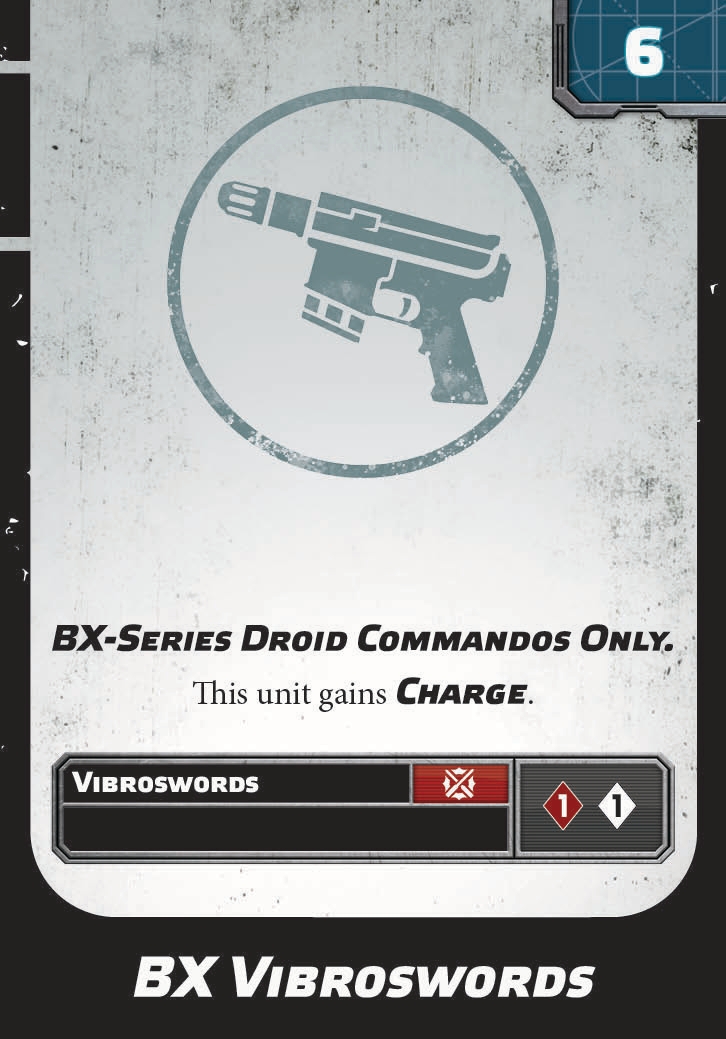 6
BX-Series Droid Commandos Only.
This unit gains Charge.
Vibroswords
1 1
BX Vibroswords